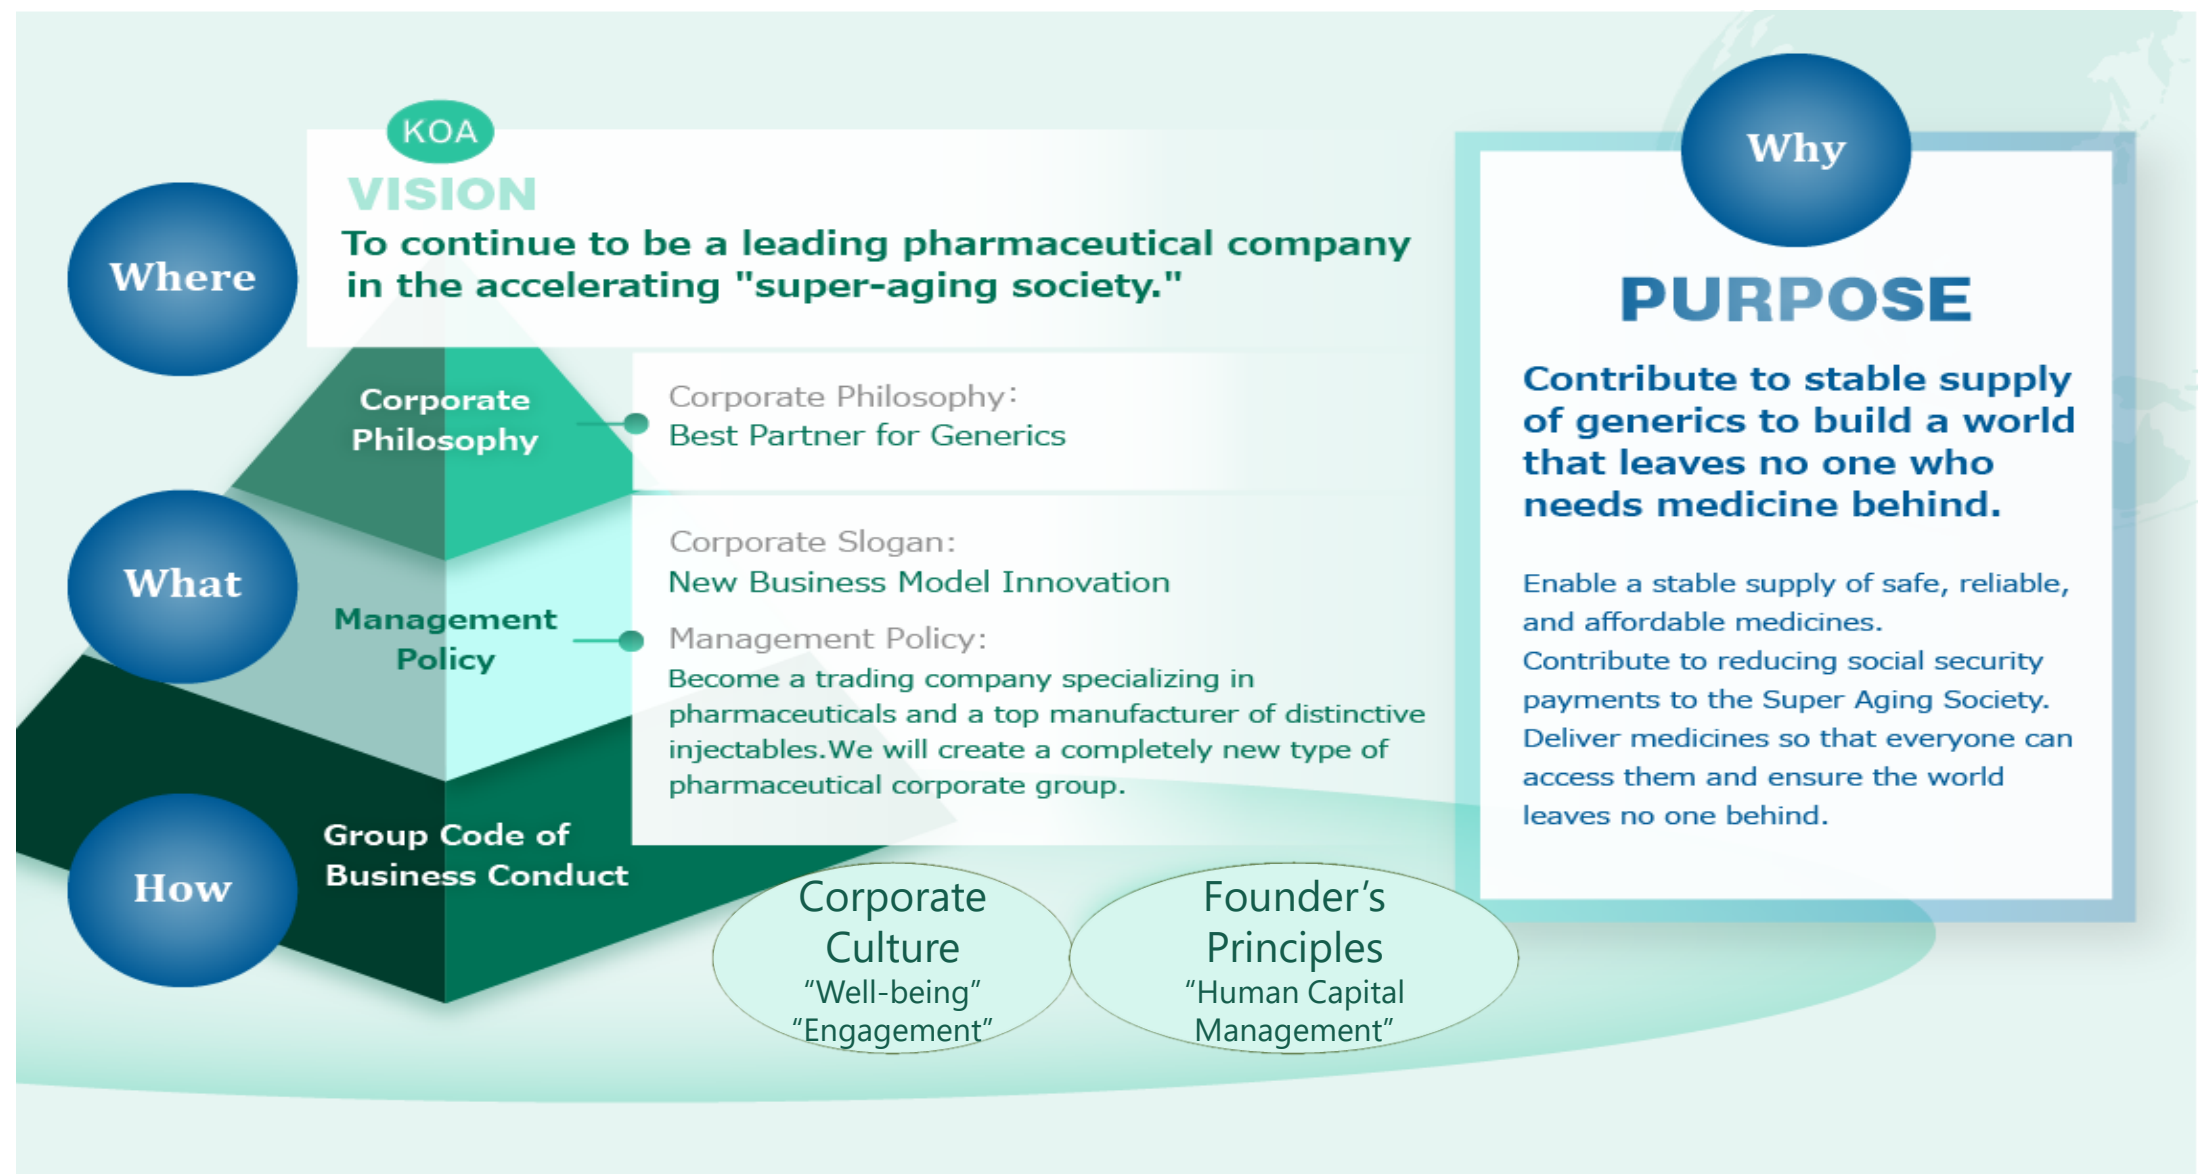 KOA
VISION
Where
To continue to be a leading pharmaceutical company
in the accelerating "super-aging society."
Corporate
Philosophy
Corporate Philosophy:
Best Partner for Generics
What
Management
Policy
Corporate Slogan:
New Business Model Innovation
Management Policy:
Become a trading company specializing in
pharmaceuticals and a top manufacturer of distinctive
injectables.We will create a completely new type of
pharmaceutical corporate group.
How
Group Code of
Business Conduct
Corporate
Culture
“Well-being”
“Engagement”
Founder’s
Principles
“Human Capital
Management”
Why
PURPOSE
Contribute to stable supply
of generics to build a world
that leaves no one who
needs medicine behind.
Enable a stable supply of safe, reliable,
and affordable medicines.
Contribute to reducing social security
payments to the Super Aging Society.
Deliver medicines so that everyone can
access them and ensure the world
leaves no one behind.